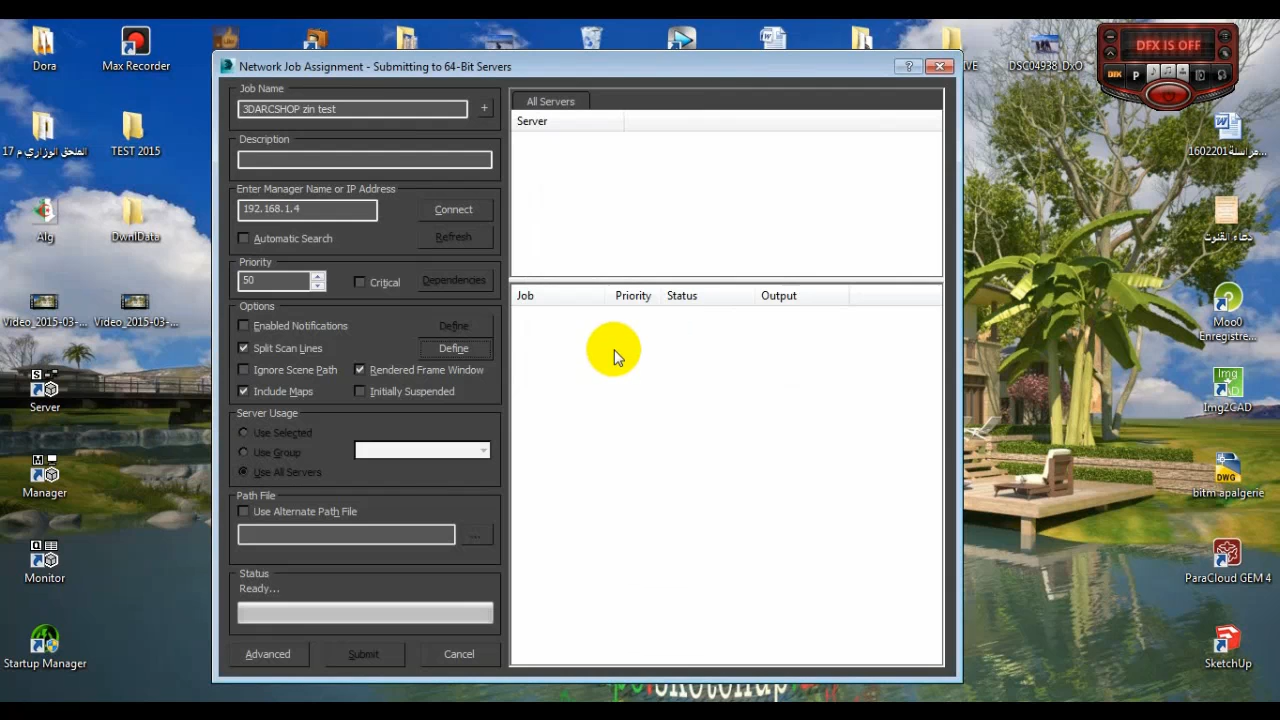 Network Job Assignment - Submitting to 64-Bit Servers
?
Job Name
3DARCSHOP zin test
+
Description
Enter Manager Name or IP Address
192.168.1.4
Connect
Automatic Search
Refresh
Priority
50
Critical
Dependencies
Options
Enabled Notifications
Define
Split Scan Lines
Define
Ignore Scene Path
Rendered Frame Window
Include Maps
Initially Suspended
Server Usage
Use Selected
Use Group
Use All Servers
Path File
Use Alternate Path File
...
Status
Ready...
Advanced
Submit
Cancel
All Servers
Server
Job Priority Status Output
Dora
Max Recorder
الملحق الوزاري م 17
TEST 2015
Alg
DwnlData
Video_2015-03-...
Video_2015-03-...
Server
Manager
Monitor
Startup Manager
DSC04938_DxO
DFX IS OFF
DFX
P
مراسلة1602201...
دعاء القنوت
Moo0
Enregistre...
Img2CAD
DWG
bitm apalgerie
ParaCloud GEM 4
SketchUp